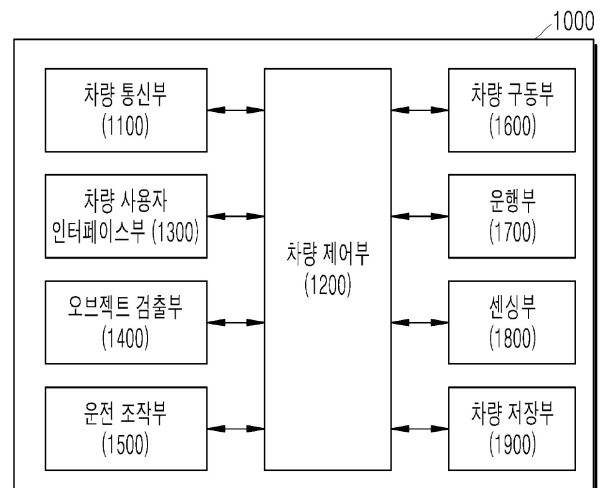 1000
차량 통신부
(1100)
차량 사용자
인터페이스부 (1300)
오브젝트 검출부
(1400)
운전 조작부
(1500)
차량 제어부
(1200)
차량 구동부
(1600)
운행부
(1700)
센싱부
(1800)
차량 저장부
(1900)